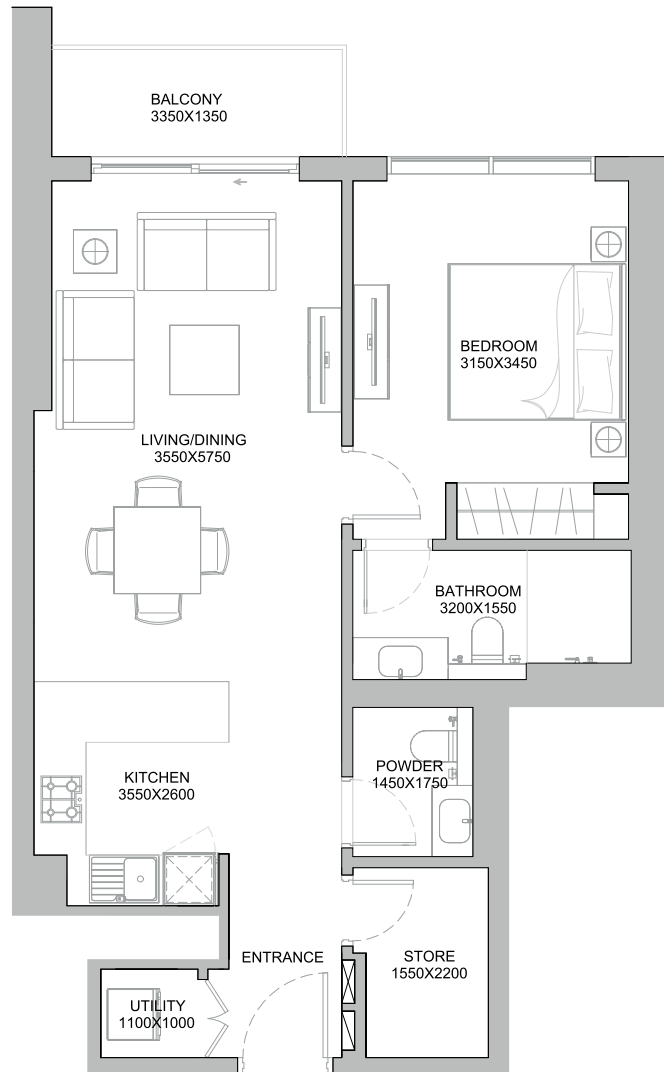 BALCONY
3350X1350
BEDROOM
3150X3450
LIVING/DINING
3550X5750
BATHROOM
3200X1550
POWDER
1450X1750
KITCHEN
3550X2600
ENTRANCE
STORE
1550X2200
UTILITY
1100X1000